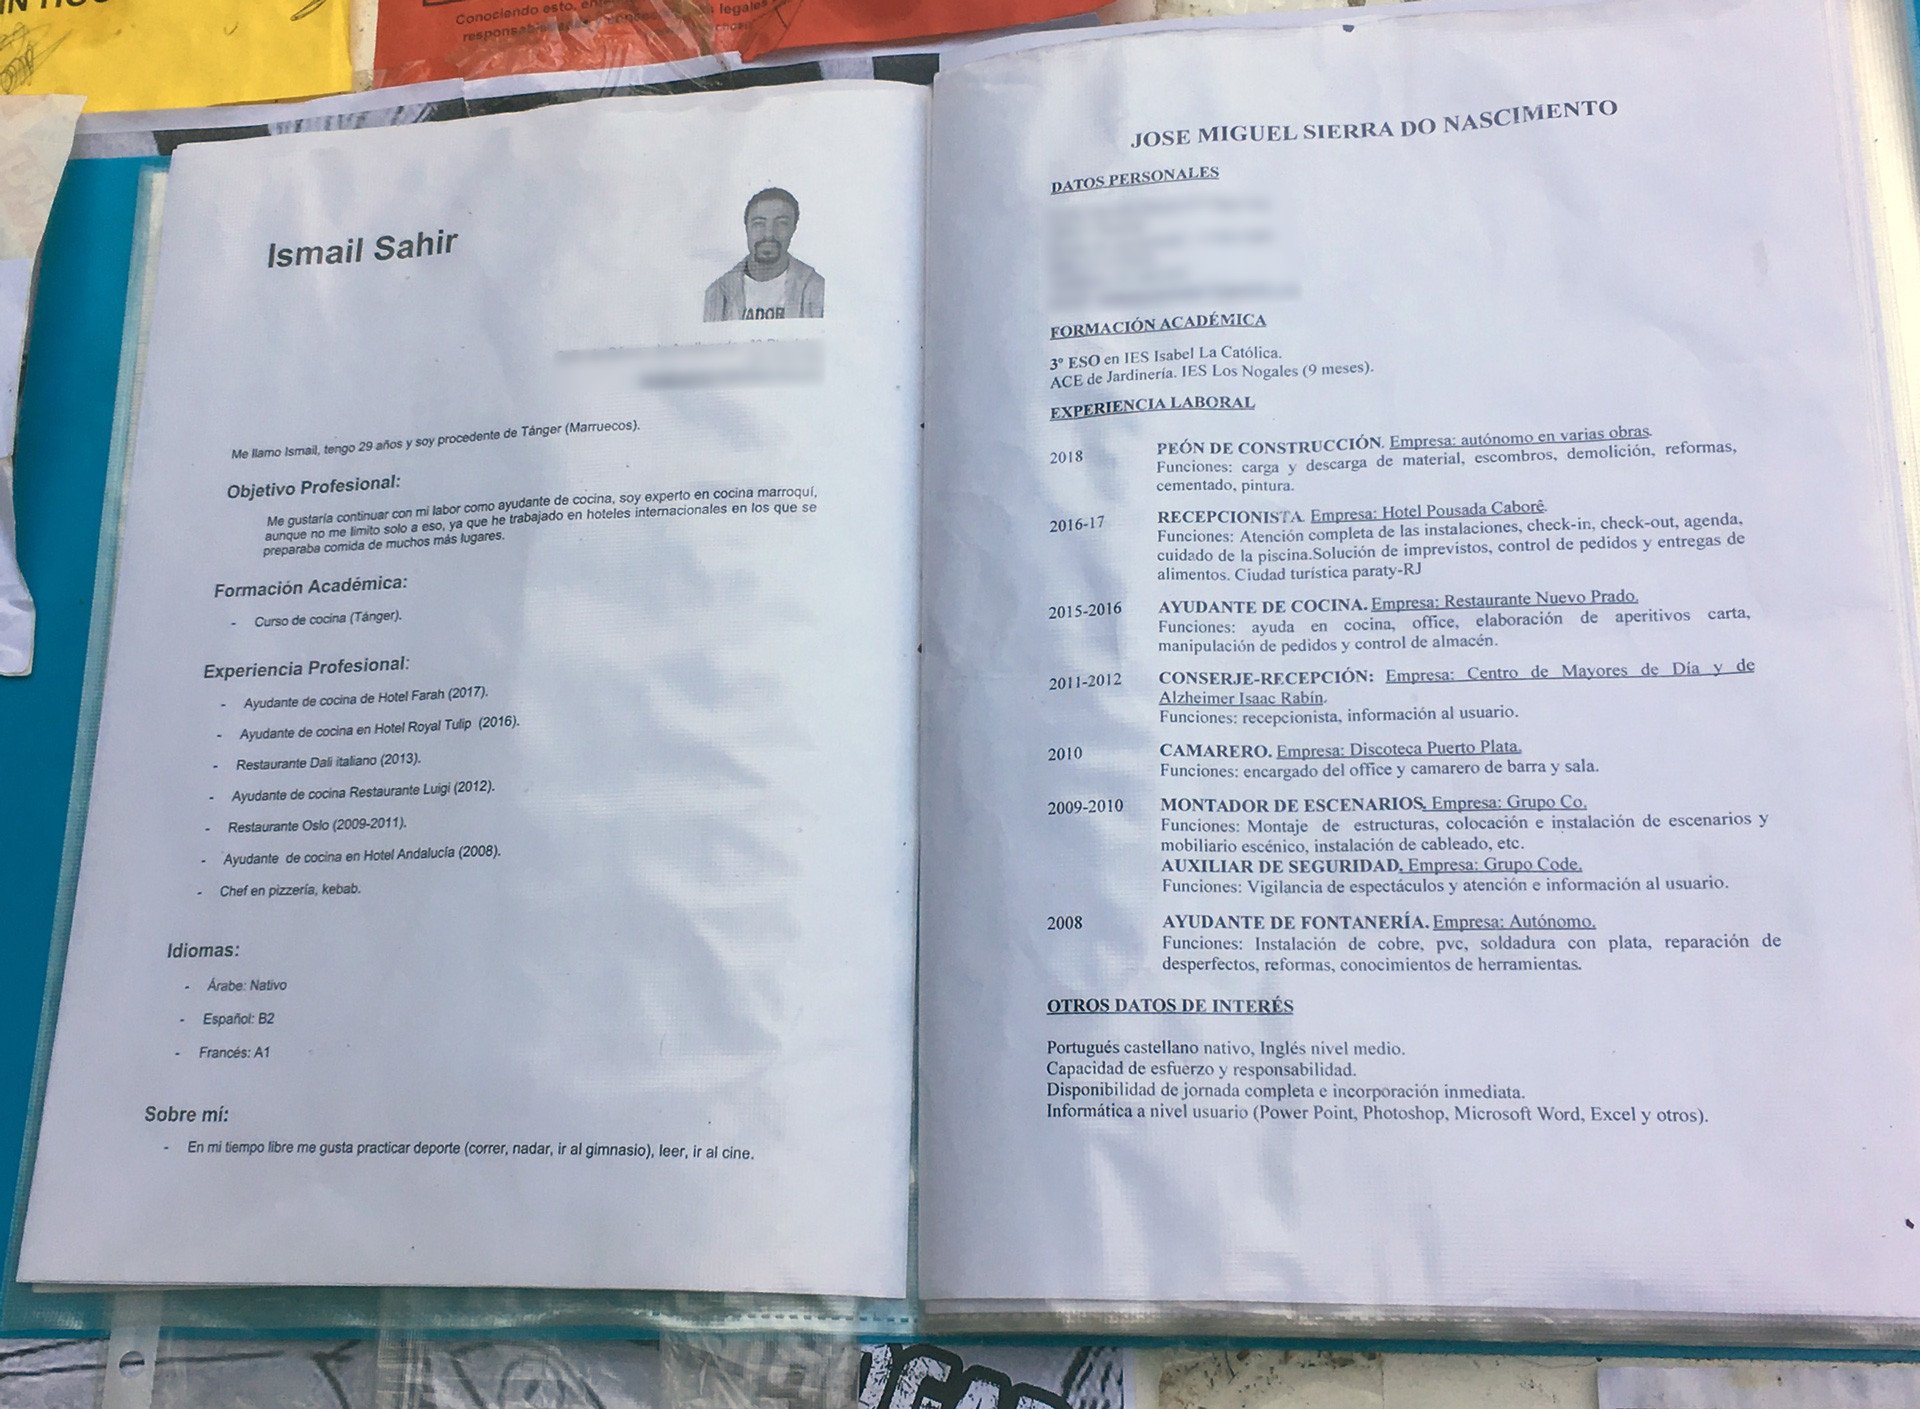 Conociendo esto,
legales
Ismail Sahir
Me llamo Ismail, tengo 29 años y soy procedente de Tánger (Marruecos).
Objetivo Profesional:
Me gustaría continuar con mi labor como ayudante de cocina, soy experto en cocina marroquí,
aunque no me limito solo a eso, ya que he trabajado en hoteles internacionales en los que se
preparaba comida de muchos más lugares.
Formación Académica:
- Curso de cocina (Tánger).
Experiencia Profesional:
- Ayudante de cocina de Hotel Farah (2017).
- Ayudante de cocina en Hotel Royal Tulip (2016).
- Restaurante Dali italiano (2013).
- Ayudante de cocina Restaurante Luigi (2012).
- Restaurante Oslo (2009-2011).
- Ayudante de cocina en Hotel Andalucía (2008).
- Chef en pizzería, kebab.
Idiomas:
- Árabe: Nativo
- Español: B2
- Francés: A1
Sobre mí:
- En mi tiempo libre me gusta practicar deporte (correr, nadar, ir al gimnasio), leer, ir al cine.
JOSE MIGUEL SIERRA DO NASCIMENTO
DATOS PERSONALES
FORMACIÓN ACADÉMICA
3º ESO en IES Isabel La Católica.
ACE de Jardinería. IES Los Nogales (9 meses).
EXPERIENCIA LABORAL
2018 PEÓN DE CONSTRUCCIÓN. Empresa: autónomo en varias obras.
Funciones: carga y descarga de material, escombros, demolición, reformas,
cementado, pintura.
2016-17 RECEPCIONISTA. Empresa: Hotel Pousada Caborê.
Funciones: Atención completa de las instalaciones, check-in, check-out, agenda,
cuidado de la piscina.Solución de imprevistos, control de pedidos y entregas de
alimentos. Ciudad turística paraty-RJ
2015-2016 AYUDANTE DE COCINA. Empresa: Restaurante Nuevo Prado.
Funciones: ayuda en cocina, office, elaboración de aperitivos carta,
manipulación de pedidos y control de almacén.
2011-2012 CONSERJE-RECEPCIÓN: Empresa: Centro de Mayores de Día y de
Alzheimer Isaac Rabín.
Funciones: recepcionista, información al usuario.
2010 CAMARERO. Empresa: Discoteca Puerto Plata.
Funciones: encargado del office y camarero de barra y sala.
2009-2010 MONTADOR DE ESCENARIOS. Empresa: Grupo Co.
Funciones: Montaje de estructuras, colocación e instalación de escenarios y
mobiliario escénico, instalación de cableado, etc.
AUXILIAR DE SEGURIDAD. Empresa: Grupo Code.
Funciones: Vigilancia de espectáculos y atención e información al usuario.
2008 AYUDANTE DE FONTANERÍA. Empresa: Autónomo.
Funciones: Instalación de cobre, pvc, soldadura con plata, reparación de
desperfectos, reformas, conocimientos de herramientas.
OTROS DATOS DE INTERÉS
Portugués castellano nativo, Inglés nivel medio.
Capacidad de esfuerzo y responsabilidad.
Disponibilidad de jornada completa e incorporación inmediata.
Informática a nivel usuario (Power Point, Photoshop, Microsoft Word, Excel y otros).